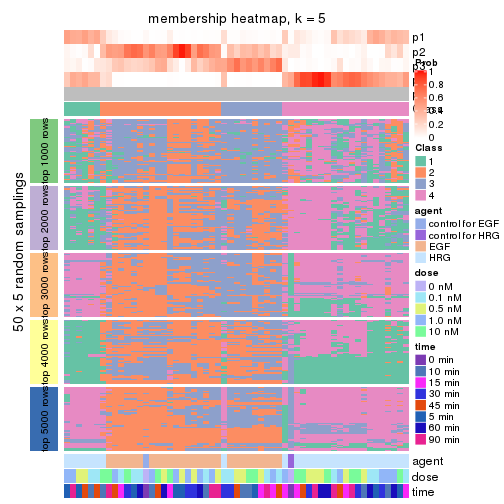 membership heatmap, k = 5
p1
p2
p3
Prob
1
0.8
0.6
0.4
0.2
0
Class
1
2
3
4
agent
control for EGF
control for HRG
EGF
HRG
dose
0 nM
0.1 nM
0.5 nM
1.0 nM
10 nM
time
0 min
10 min
15 min
30 min
45 min
5 min
60 min
90 min
50 x 5 random samplings
top 1000 rows
top 2000 rows
top 3000 rows
top 4000 rows
top 5000 rows
agent
dose
time